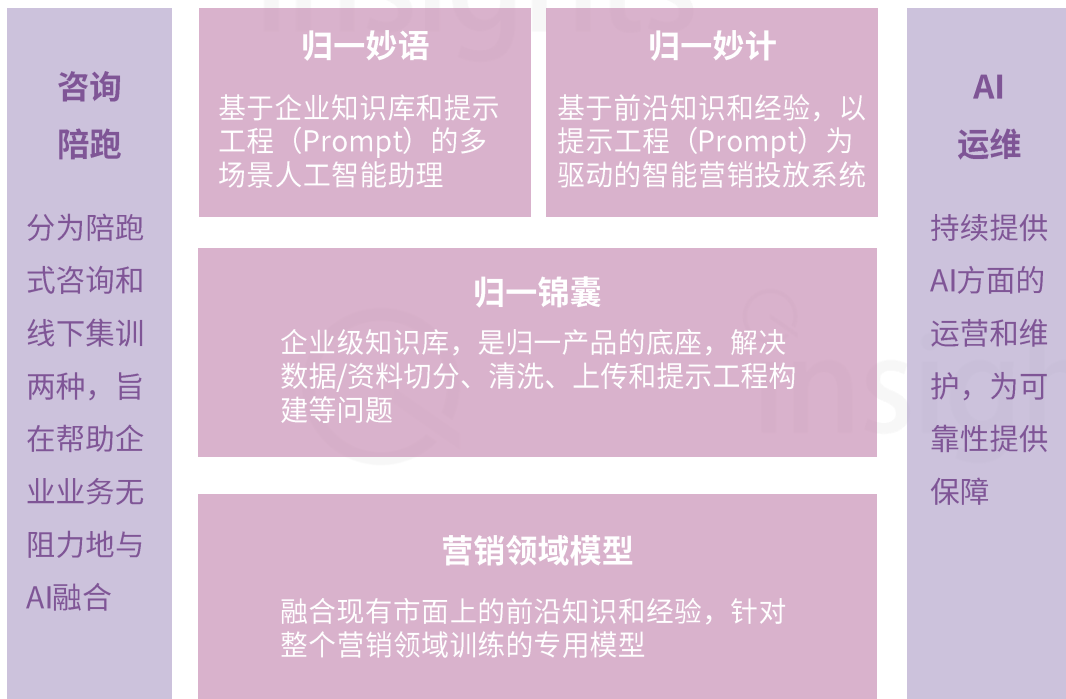 咨询
陪跑
分为陪跑
式咨询和
线下集训
两种，旨
在帮助企
业业务无
阻力地与
AI融合
归一妙语
基于企业知识库和提示
工程（Prompt）的多
场景人工智能助理
归一妙计
基于前沿知识和经验，以
提示工程（Prompt）为
驱动的智能营销投放系统
归一锦囊
企业级知识库，是归一产品的底座，解决
数据/资料切分、清洗、上传和提示工程构
建等问题
营销领域模型
融合现有市面上的前沿知识和经验，针对
整个营销领域训练的专用模型
AI
运维
持续提供
AI方面的
运营和维
护，为可
靠性提供
保障
insights
insigh